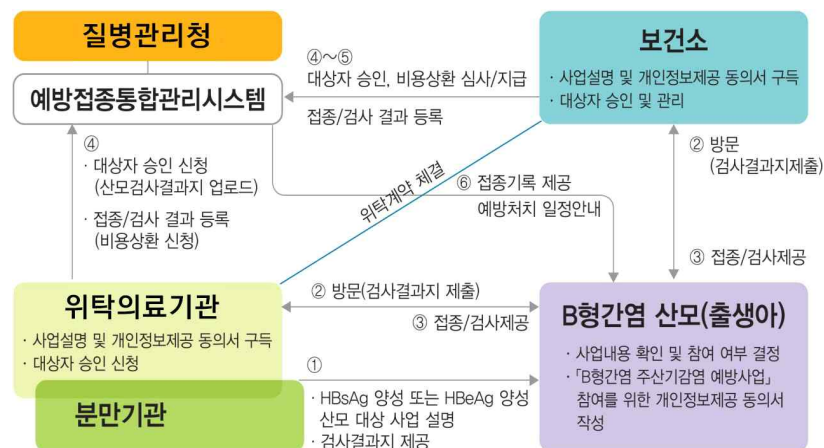 질병관리청
예방접종통합관리시스템
④~⑤
대상자 승인, 비용상환 심사/지급
접종/검사 결과 등록
보건소
· 사업설명 및 개인정보제공 동의서 구득
· 대상자 승인 및 관리
④
· 대상자 승인 신청
(산모검사결과지 업로드)
· 접종/검사 결과 등록
(비용상환 신청)
위탁계약 체결
⑥ 접종기록 제공
예방처치 일정안내
② 방문
(검사결과지제출)
③ 접종/검사제공
위탁의료기관
· 사업설명 및 개인정보제공 동의서 구득
· 대상자 승인 신청
분만기관
② 방문(검사결과지 제출)
③ 접종/검사제공
①
· HBsAg 양성 또는 HBeAg 양성
산모 대상 사업 설명
· 검사결과지 제공
B형간염 산모(출생아)
· 사업내용 확인 및 참여 여부 결정
· 「B형간염 주산기감염 예방사업」
참여를 위한 개인정보제공 동의서
작성